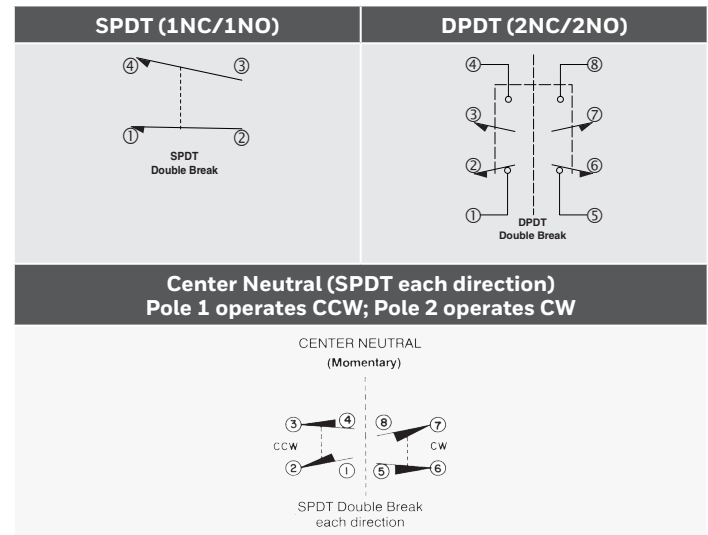 SPDT (1NC/1NO)
DPDT (2NC/2NO)
④ ③
① ②
SPDT
Double Break
④ ⑧
③ ⑦
② ⑥
① ⑤
DPDT
Double Break
Center Neutral (SPDT each direction)
Pole 1 operates CCW; Pole 2 operates CW
CENTER NEUTRAL
(Momentary)
③ ④ ⑧ ⑦
CCW CW
② ① ⑤ ⑥
SPDT Double Break
each direction